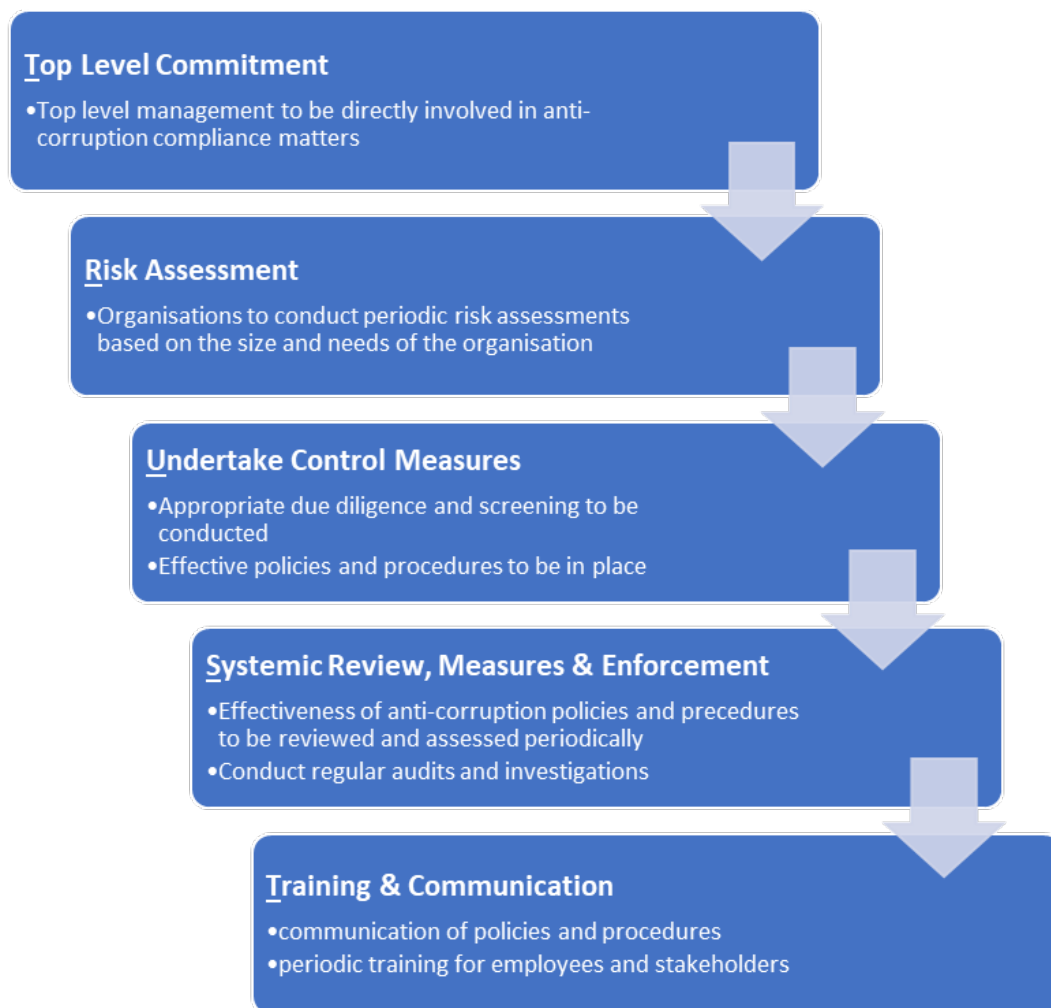 Top Level Commitment
•Top level management to be directly involved in anti-
corruption compliance matters
Risk Assessment
•Organisations to conduct periodic risk assessments
based on the size and needs of the organisation
Undertake Control Measures
•Appropriate due diligence and screening to be
conducted
•Effective policies and procedures to be in place
Systemic Review, Measures & Enforcement
•Effectiveness of anti-corruption policies and precedures
to be reviewed and assessed periodically
•Conduct regular audits and investigations
Training & Communication
•communication of policies and procedures
•periodic training for employees and stakeholders